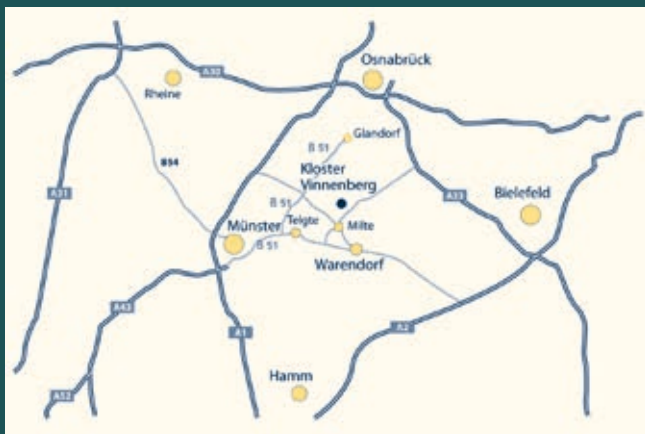 Osnabrück
A30
Rheine
Glandorf
B 51
B54
Kloster
Vinnenberg
A31
A33
Bielefeld
B 51
Telgte
Milte
Münster
B 51
Warendorf
A43
A1
A2
Hamm
A52